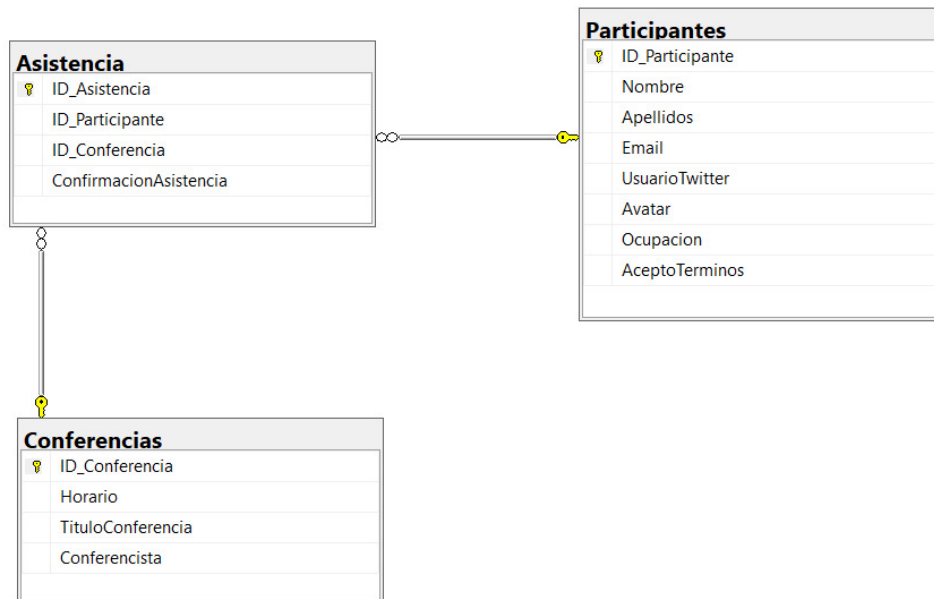 Asistencia
ID_Asistencia
ID_Participante
ID_Conferencia
ConfirmacionAsistencia
Participantes
ID_Participante
Nombre
Apellidos
Email
UsuarioTwitter
Avatar
Ocupacion
AceptoTerminos
Conferencias
ID_Conferencia
Horario
TituloConferencia
Conferencista